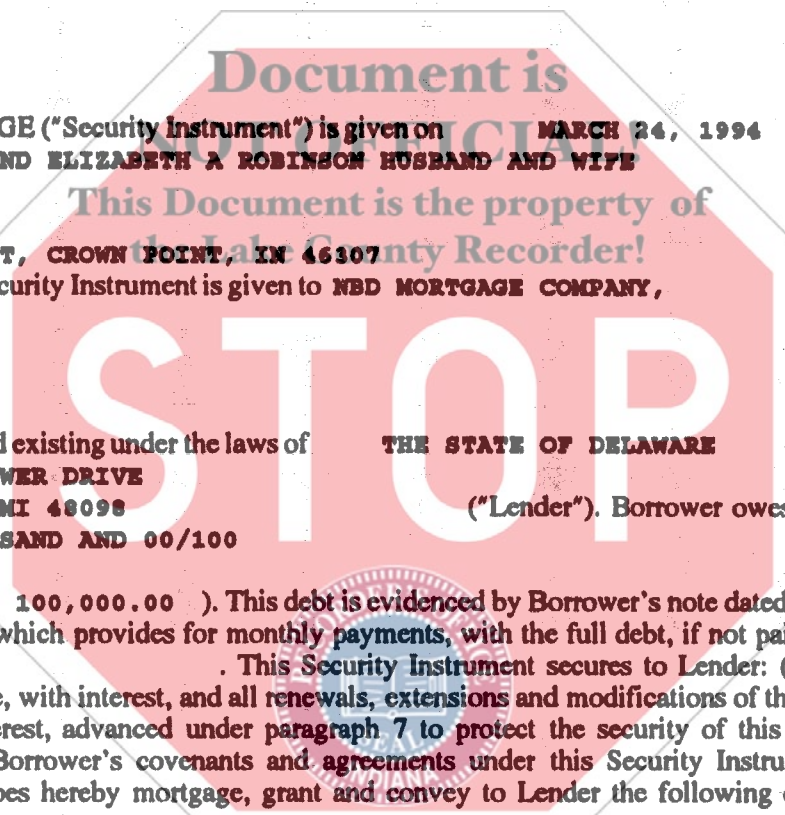 Document is
GE ("Security Instrument") is given on MARCH 24, 1994
NOT OFFICIAL!
ND ELIZABETH A ROBINSON HUSBAND AND WIFE
This Document is the property of
T, CROWN POINT, IN 46307
the Lake County Recorder!
curity Instrument is given to NBD MORTGAGE COMPANY,
STOP
d existing under the laws of THE STATE OF DELAWARE
WER DRIVE
MI 48098 ("Lender"). Borrower owes
SAND AND 00/100
100,000.00 ). This debt is evidenced by Borrower's note dated
which provides for monthly payments, with the full debt, if not pai
. This Security Instrument secures to Lender: (
e, with interest, and all renewals, extensions and modifications of th
erest, advanced under paragraph 7 to protect the security of this
Borrower's covenants and agreements under this Security Instru
oes hereby mortgage, grant and convey to Lender the following
SEAL
INDIANA